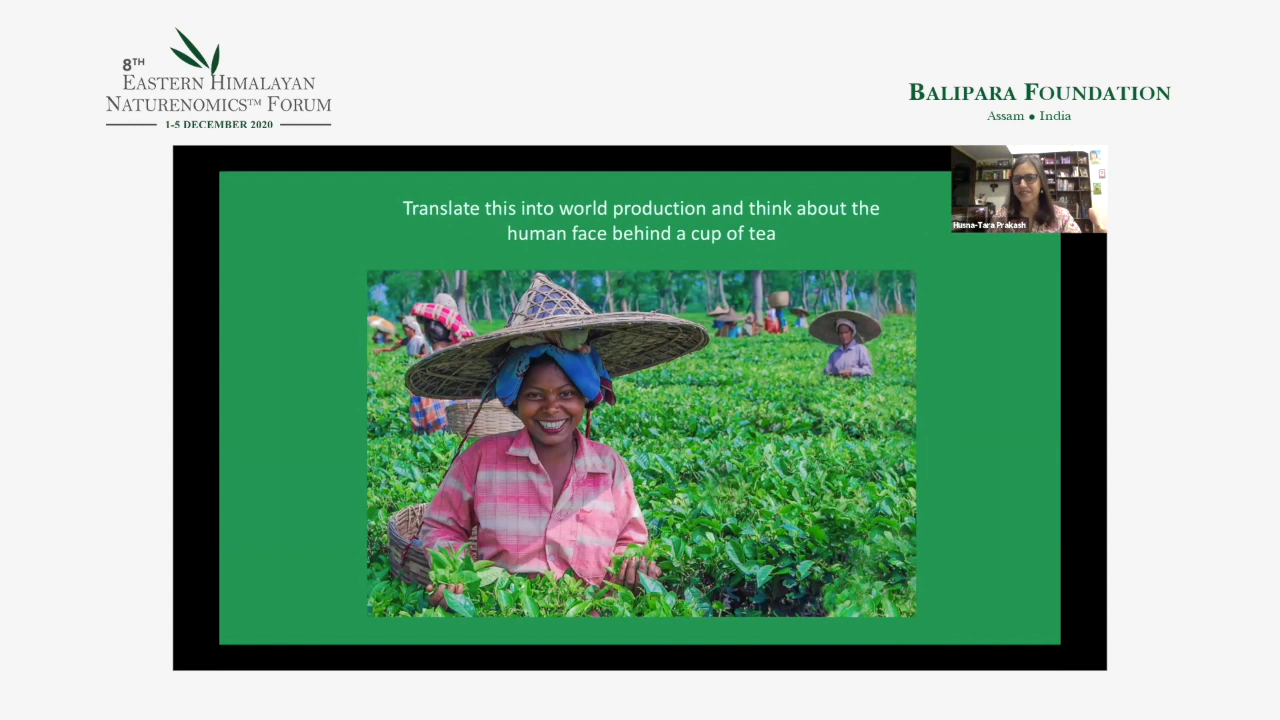 8TH
EASTERN HIMALAYAN
NATURENOMICS™ FORUM
1-5 DECEMBER 2020
BALIPARA FOUNDATION
Assam ● India
Translate this into world production and think about the
human face behind a cup of tea
Husna-Tara Prakash